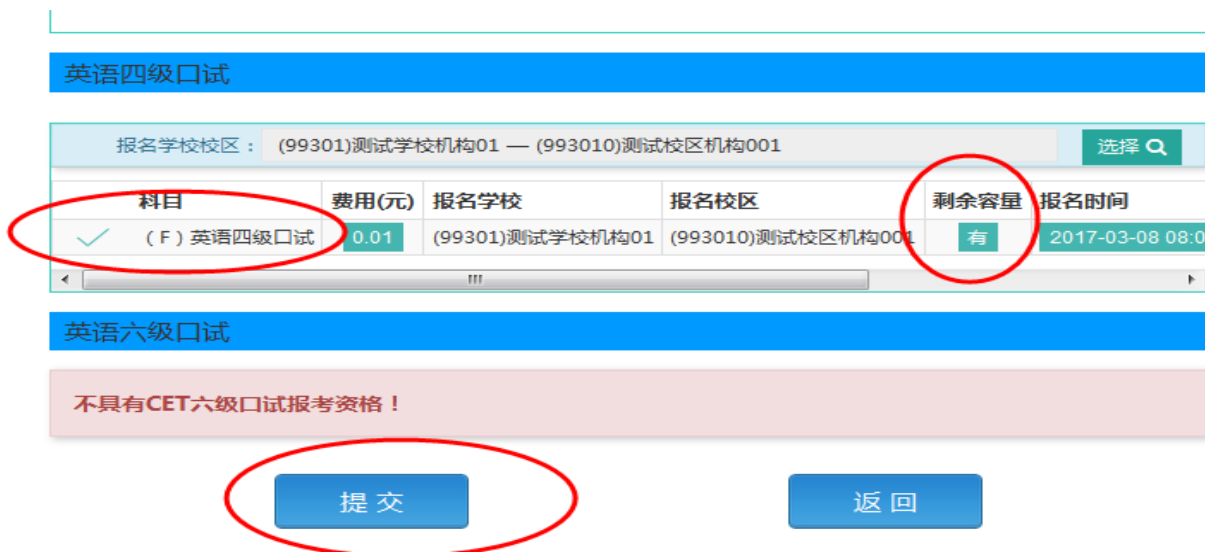 英语四级口试
报名学校校区： (99301)测试学校机构01 — (993010)测试校区机构001 选择
科目 费用(元) 报名学校 报名校区 剩余容量 报名时间
（F）英语四级口试 0.01 (99301)测试学校机构01 (993010)测试校区机构001 有 2017-03-08 08:0
英语六级口试
不具有CET六级口试报考资格！
提 交 返 回